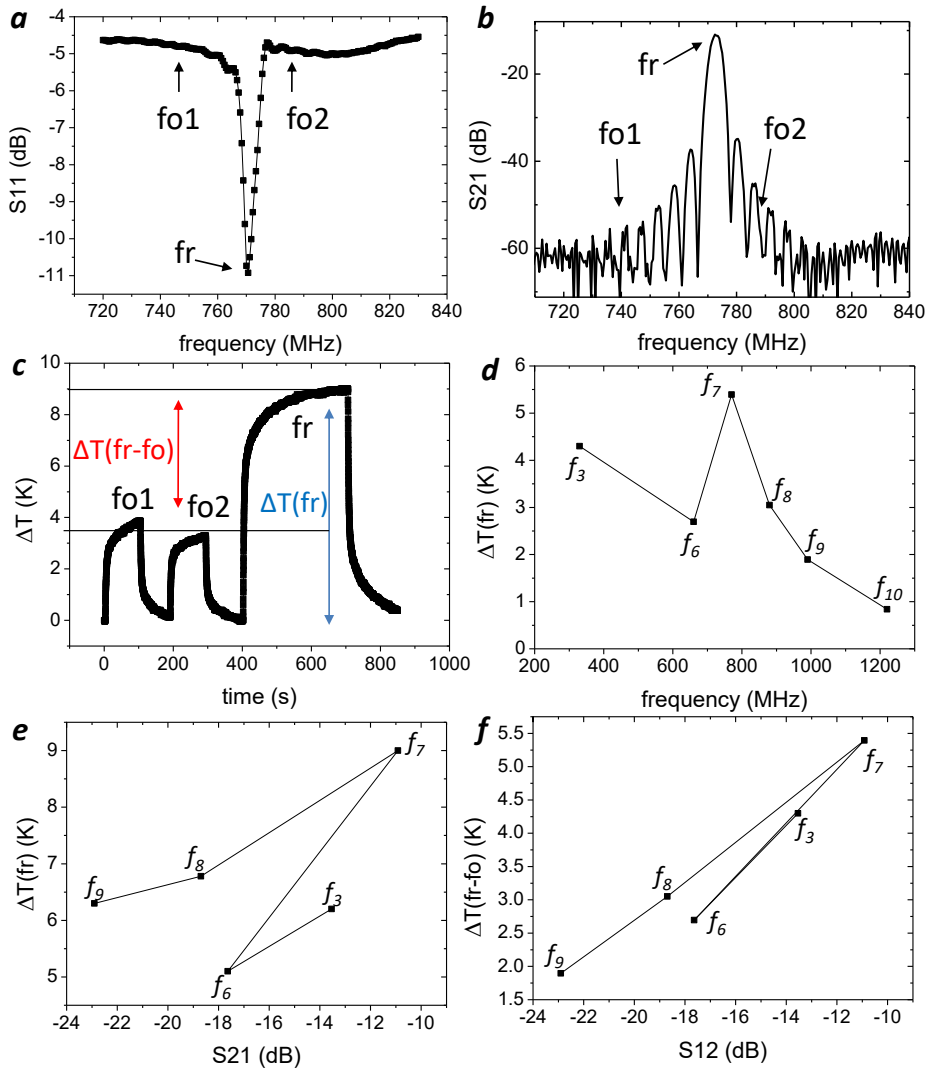 a
-4
-5
-6
-7
-8
-9
-10
-11
S11 (dB)
fo1
fo2
fr
720 740 760 780 800 820 840
frequency (MHz)
b
-20
-40
-60
S21 (dB)
fr
fo1
fo2
720 740 760 780 800 820 840
frequency (MHz)
c
10
8
6
4
2
0
ΔT (K)
ΔT(fr-fo)
fr
fo1
fo2
ΔT(fr)
0 200 400 600 800 1000
time (s)
d
6
5
4
3
2
1
0
ΔT(fr) (K)
f7
f3
f6
f8
f9
f10
200 400 600 800 1000 1200
frequency (MHz)
e
9
8
7
6
5
ΔT(fr) (K)
f7
f8
f9
f3
f6
-24 -22 -20 -18 -16 -14 -12 -10
S21 (dB)
f
5.5
5.0
4.5
4.0
3.5
3.0
2.5
2.0
1.5
ΔT(fr-fo) (K)
f7
f3
f8
f6
f9
-24 -22 -20 -18 -16 -14 -12 -10
S12 (dB)